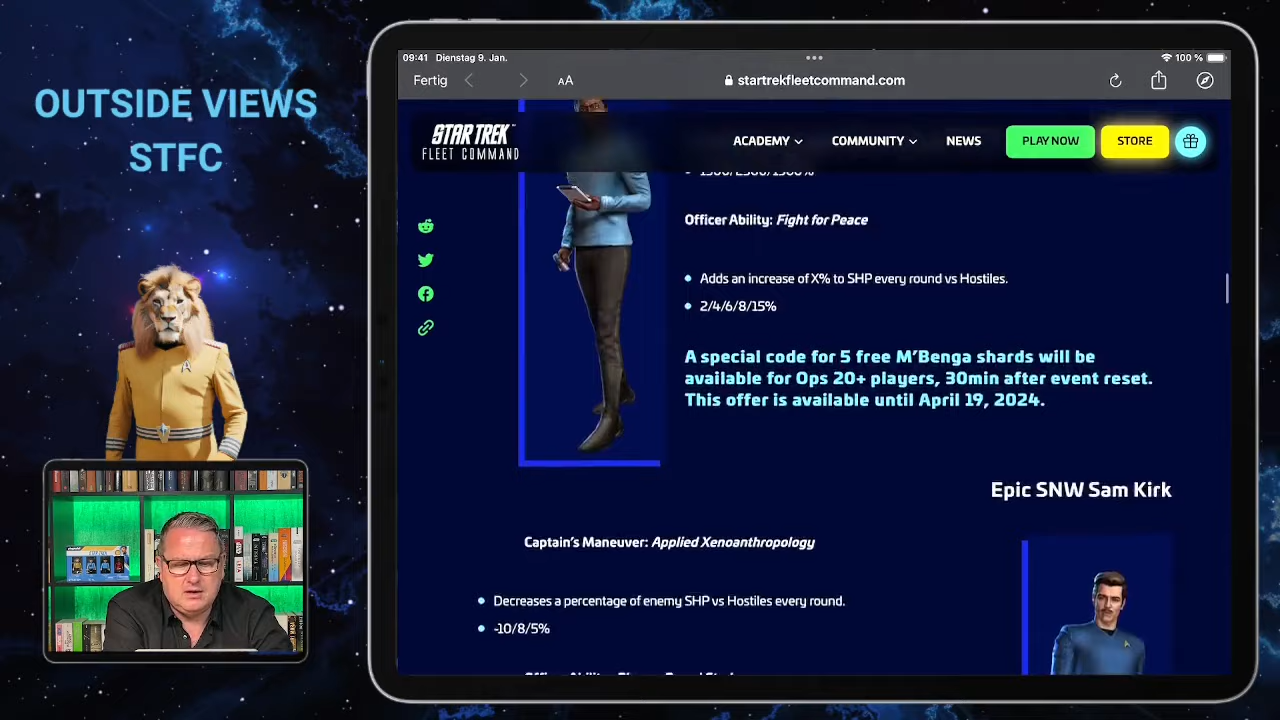 OUTSIDE VIEWS
STFC
09:41 Dienstag 9. Jan.
100 %
Fertig
AA
startrekfleetcommand.com
STAR TREK
FLEET COMMAND
ACADEMY
COMMUNITY
NEWS
PLAY NOW
STORE
Officer Ability: Fight for Peace
• Adds an increase of X% to SHP every round vs Hostiles.
• 2/4/6/8/15%
A special code for 5 free M'Benga shards will be
available for Ops 20+ players, 30min after event reset.
This offer is available until April 19, 2024.
Epic SNW Sam Kirk
Captain's Maneuver: Applied Xenoanthropology
• Decreases a percentage of enemy SHP vs Hostiles every round.
• -10/8/5%